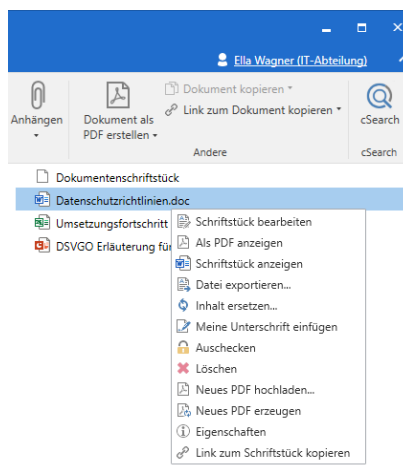 Ella Wagner (IT-Abteilung)
Anhängen
Dokument als
PDF erstellen
Dokument kopieren
Link zum Dokument kopieren
cSearch
Andere
cSearch
Dokumentenschriftstück
Datenschutzrichtlinien.doc
Umsetzungsfortschritt
DSVGO Erläuterung für
Schriftstück bearbeiten
Als PDF anzeigen
Schriftstück anzeigen
Datei exportieren...
Inhalt ersetzen...
Meine Unterschrift einfügen
Auschecken
Löschen
Neues PDF hochladen...
Neues PDF erzeugen
Eigenschaften
Link zum Schriftstück kopieren